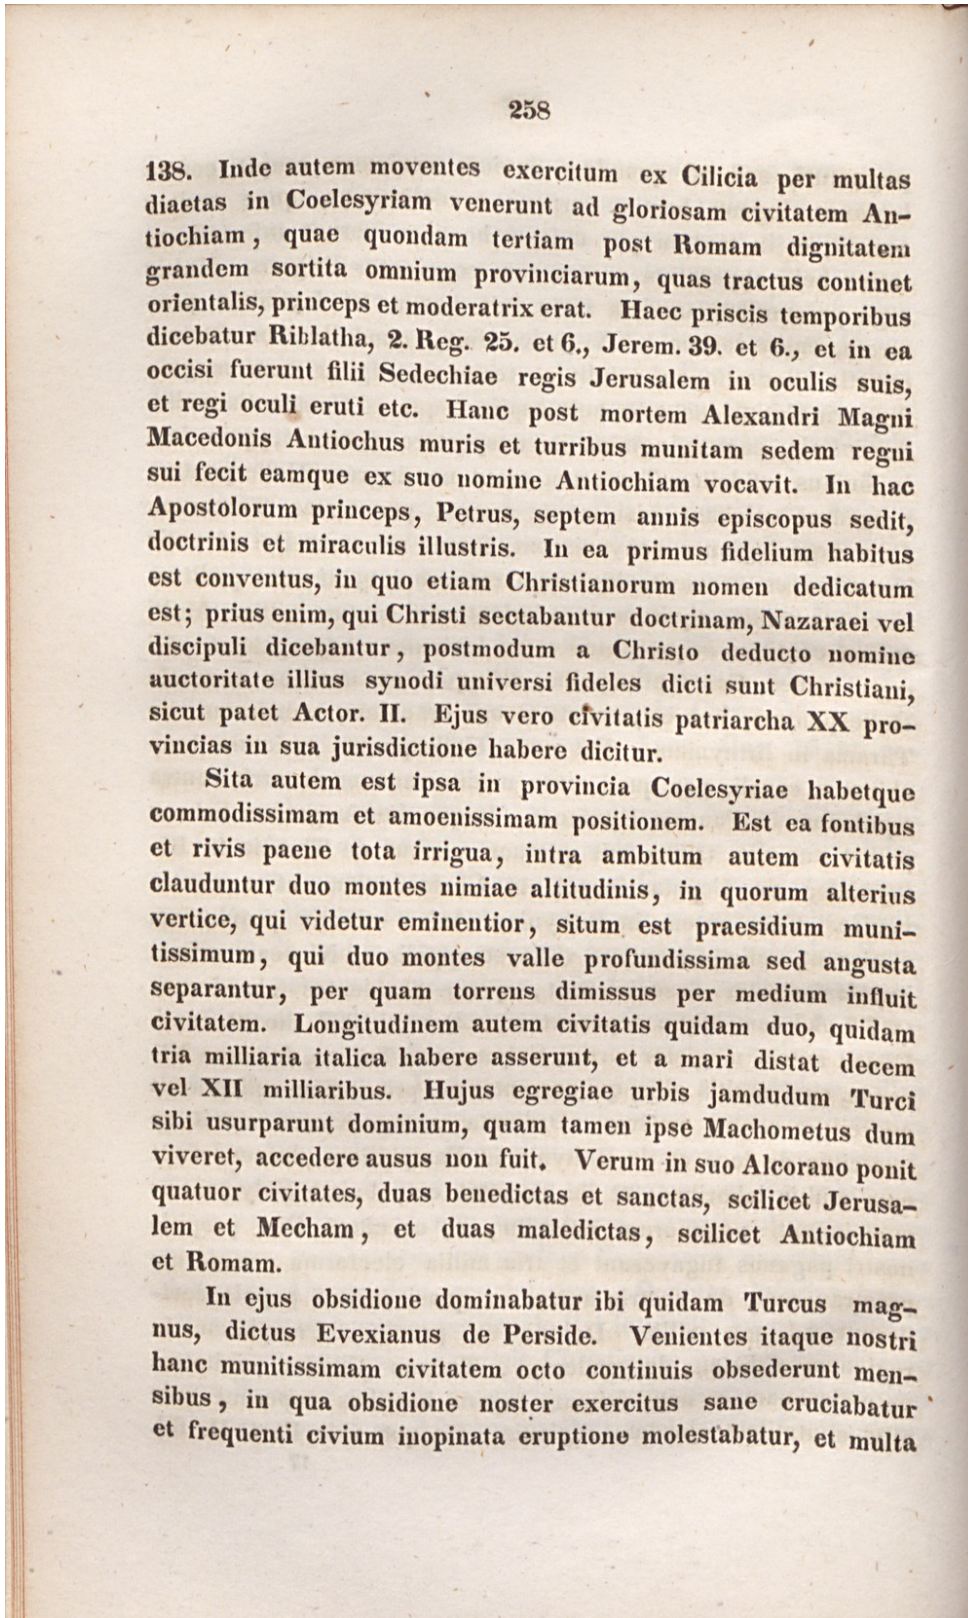 258
138. Inde autem moventes exercitum ex Cilicia per multas
diaetas in Coelesyriam venerunt ad gloriosam civitatem An-
tiochiam, quae quondam tertiam post Romam dignitatem
grandem sortita omnium provinciarum, quas tractus continet
orientalis, princeps et moderatrix erat. Haec priscis temporibus
dicebatur Riblatha, 2. Reg. 25. et 6., Jerem. 39. et 6., et in ea
occisi fuerunt filii Sedechiae regis Jerusalem in oculis suis,
et regi oculi eruti etc. Hanc post mortem Alexandri Magni
Macedonis Antiochus muris et turribus munitam sedem regni
sui fecit eamque ex suo nomine Antiochiam vocavit. In hac
Apostolorum princeps, Petrus, septem annis episcopus sedit,
doctrinis et miraculis illustris. In ea primus fidelium habitus
est conventus, in quo etiam Christianorum nomen dedicatum
est; prius enim, qui Christi sectabantur doctrinam, Nazaraei vel
discipuli dicebantur, postmodum a Christo deducto nomine
auctoritate illius synodi universi fideles dicti sunt Christiani,
sicut patet Actor. II. Ejus vero civitatis patriarcha XX pro-
vincias in sua jurisdictione habere dicitur.
Sita autem est ipsa in provincia Coelesyriae habetque
commodissimam et amoenissimam positionem. Est ea fontibus
et rivis paene tota irrigua, intra ambitum autem civitatis
clauduntur duo montes nimiae altitudinis, in quorum alterius
vertice, qui videtur eminentior, situm est praesidium muni-
tissimum, qui duo montes valle profundissima sed angusta
separantur, per quam torrens dimissus per medium influit
civitatem. Longitudinem autem civitatis quidam duo, quidam
tria milliaria italica habere asserunt, et a mari distat decem
vel XII milliaribus. Hujus egregiae urbis jamdudum Turci
sibi usurparunt dominium, quam tamen ipse Machometus dum
viveret, accedere ausus non fuit. Verum in suo Alcorano ponit
quatuor civitates, duas benedictas et sanctas, scilicet Jerusa-
lem et Mecham, et duas maledictas, scilicet Antiochiam
et Romam.
In ejus obsidione dominabatur ibi quidam Turcus mag-
nus, dictus Evexianus de Perside. Venientes itaque nostri
hanc munitissimam civitatem octo continuis obsederunt men-
sibus, in qua obsidione noster exercitus sane cruciabatur
et frequenti civium inopinata eruptione molestabatur, et multa